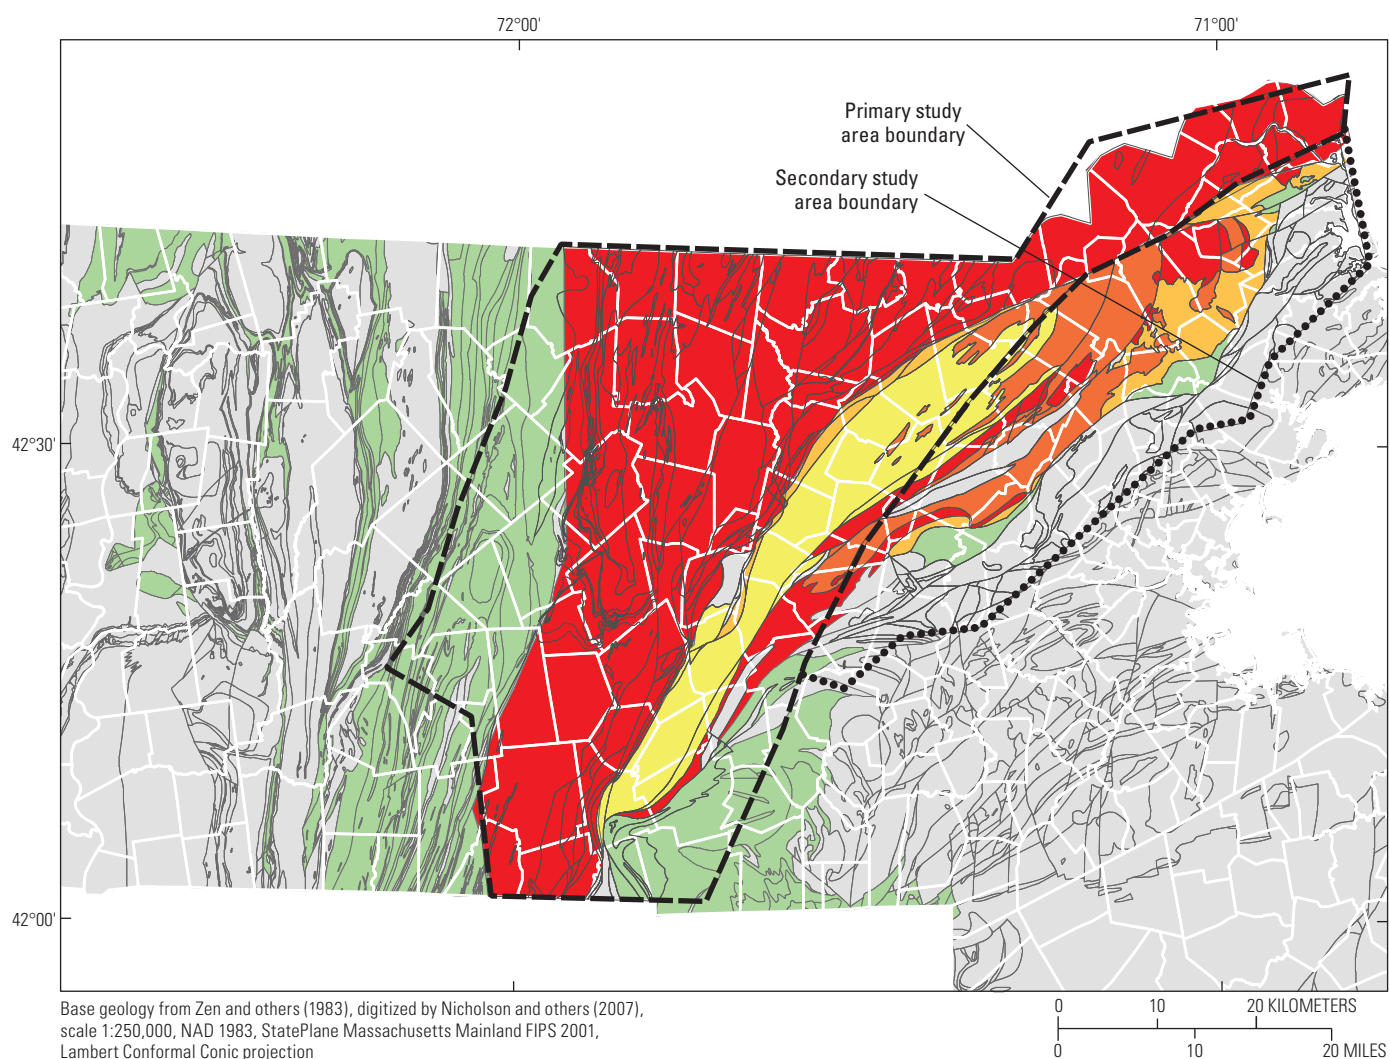 72°00'
71°00'
Primary study
area boundary
Secondary study
area boundary
42°30'
42°00'
Base geology from Zen and others (1983), digitized by Nicholson and others (2007),
scale 1:250,000, NAD 1983, StatePlane Massachusetts Mainland FIPS 2001,
Lambert Conformal Conic projection
0 10 20 KILOMETERS
0 10 20 MILES